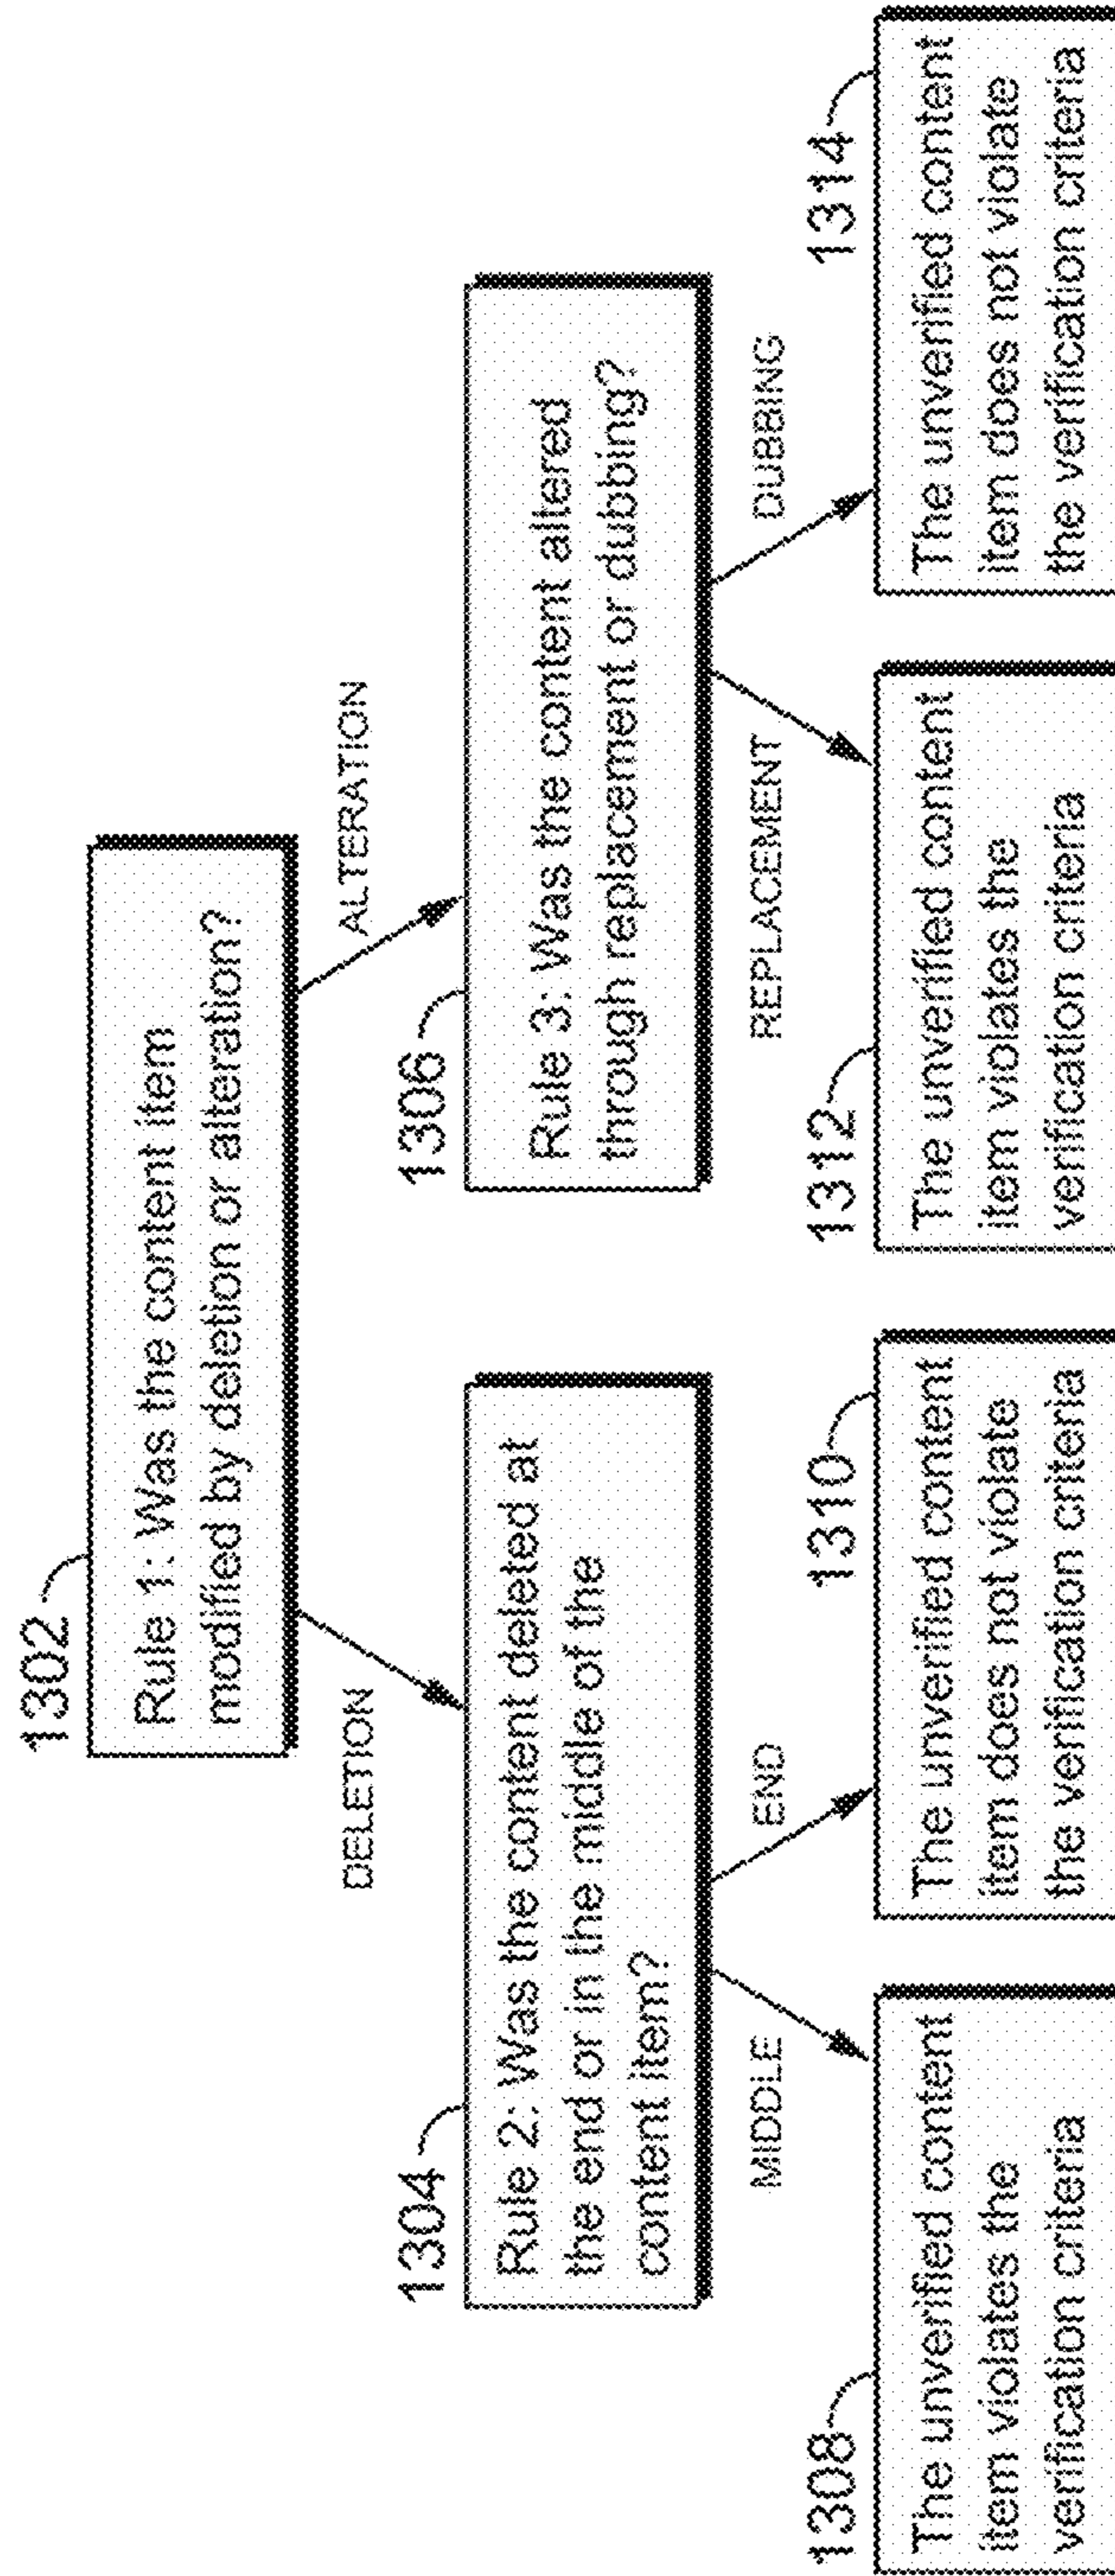 1302
Rule 1: Was the content item
modified by deletion or alteration?
DELETION
ALTERATION
1304
Rule 2: Was the content deleted at
the end or in the middle of the
content item?
1306
Rule 3: Was the content altered
through replacement or dubbing?
MIDDLE
END
REPLACEMENT
DUBBING
1308
The unverified content
item violates the
verification criteria
1310
The unverified content
item does not violate
the verification criteria
1312
The unverified content
item violates the
verification criteria
1314
The unverified content
item does not violate
the verification criteria